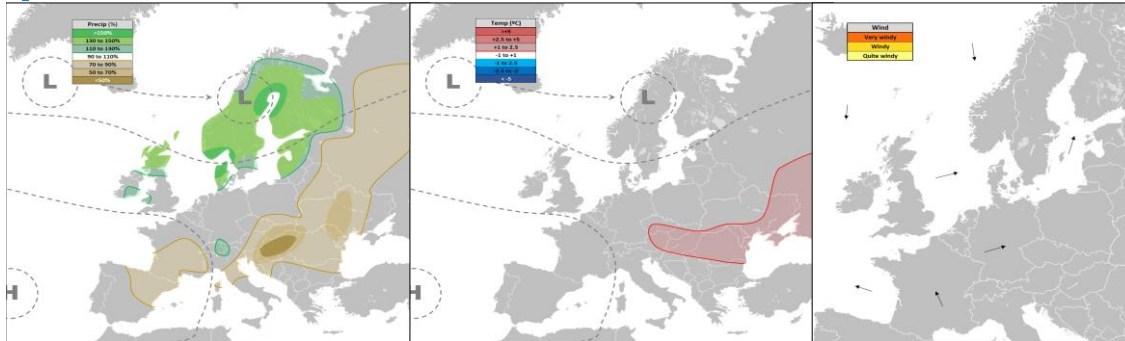 Precip (%)
>150%
130 to 150%
110 to 130%
90 to 110%
70 to 90%
50 to 70%
<50%
L
L
H
Temp (ºC)
>+5
+2.5 to +5
+1 to 2.5
-1 to +1
-1 to 2.5
-2.5 to -5
< -5
L
L
H
Wind
Very windy
Windy
Quite windy